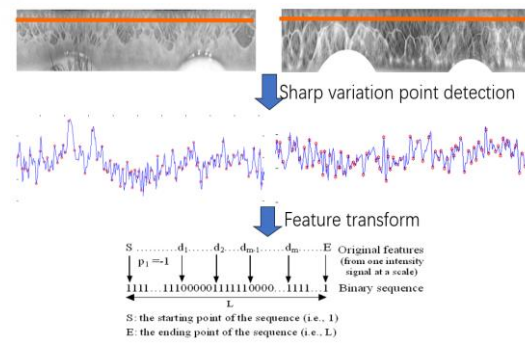 Sharp variation point detection
Feature transform
S ........... d₁ ...... d₂ .... dₘ₋₁ ........ dₘ ...... E Original features
p₁ =-1 (from one intensity signal at a scale)
1111…11100000111111110000…1111…1 Binary sequence
L
S: the starting point of the sequence (i.e., 1)
E: the ending point of the sequence (i.e., L)